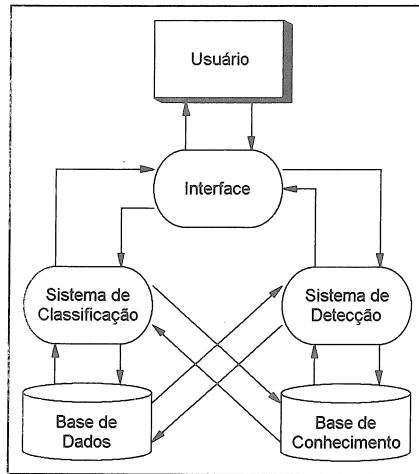 Usuário
Interface
Sistema de
Classificação
Sistema de
Detecção
Base de
Dados
Base de
Conhecimento